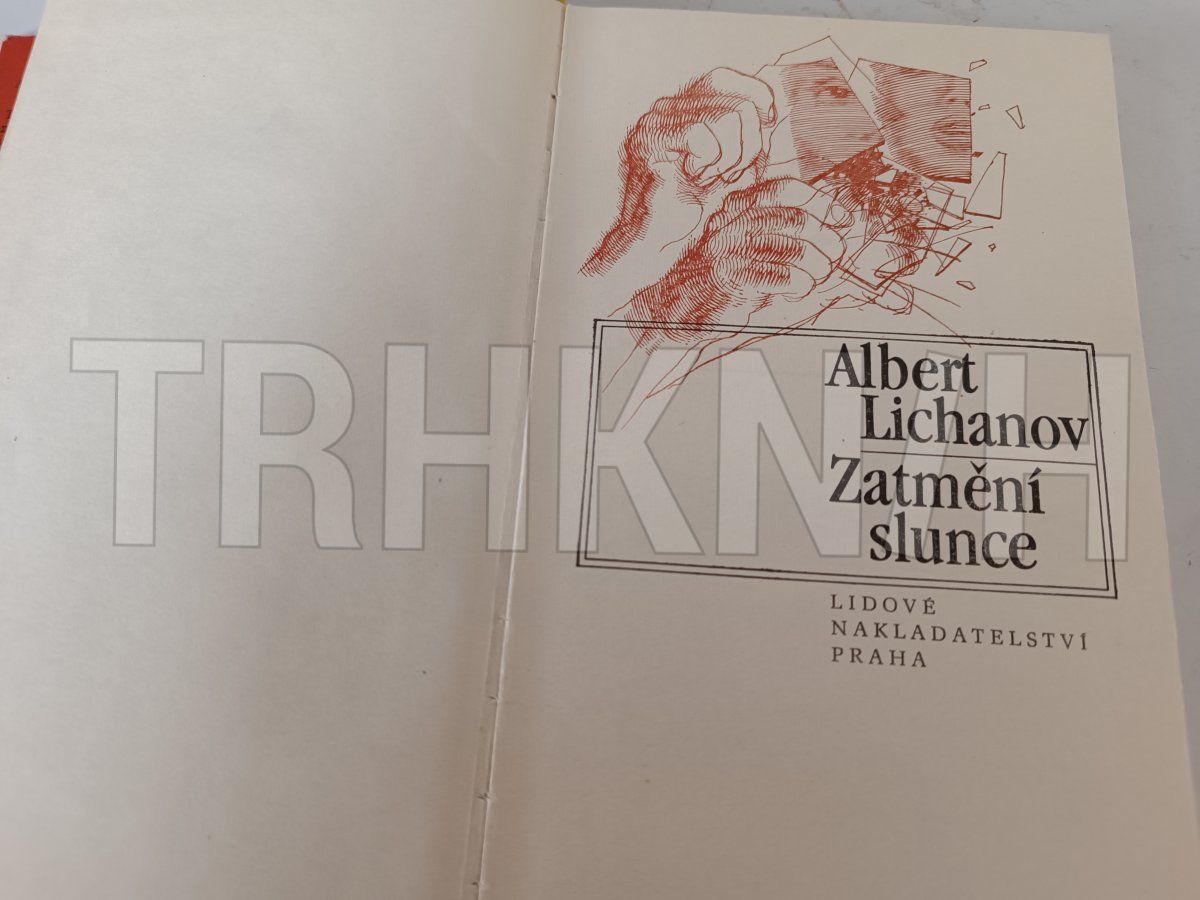 Albert
Lichanov
Zatmění
slunce
LIDOVÉ
NAKLADATELSTVÍ
PRAHA
TRHKNIH